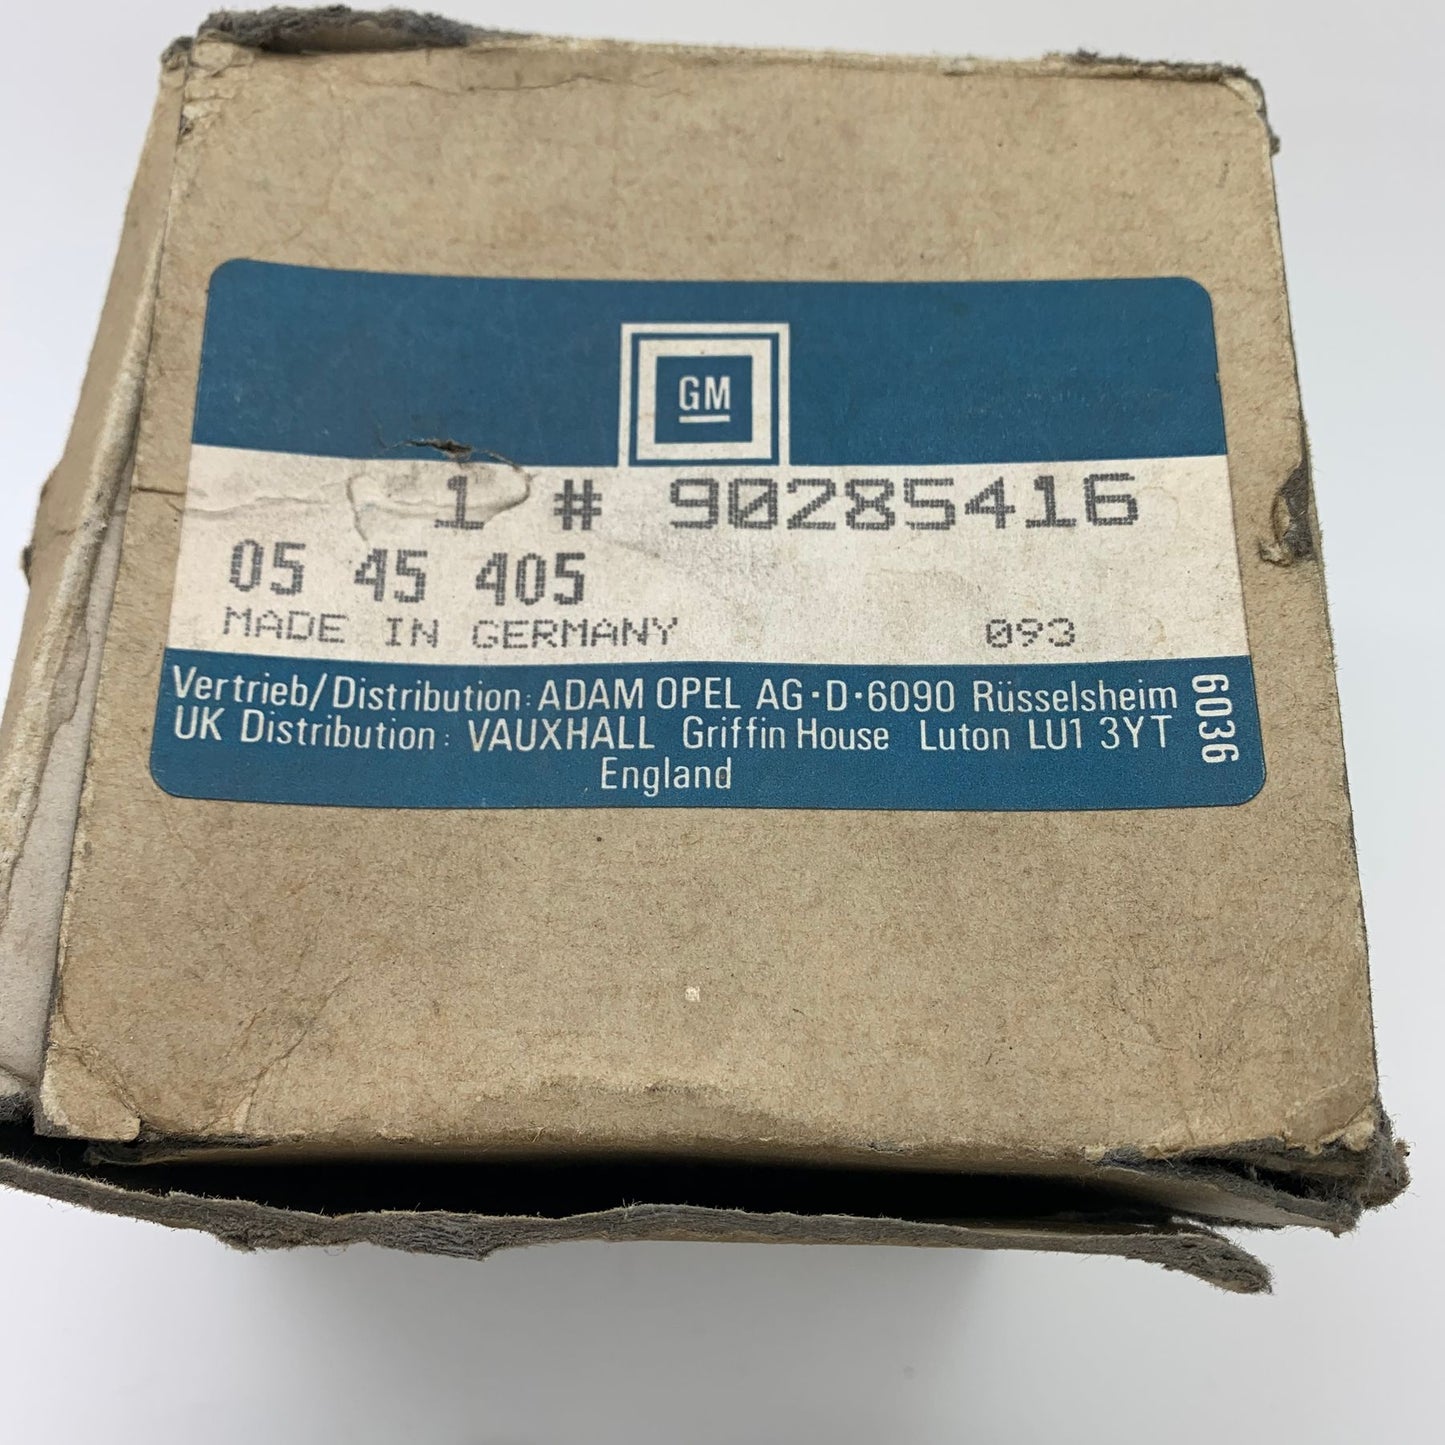 GM
1 # 90285416
05 45 405
MADE IN GERMANY 093
Vertrieb/Distribution: ADAM OPEL AG·D·6090 Rüsselsheim
UK Distribution: VAUXHALL Griffin House Luton LU1 3YT
England
6036